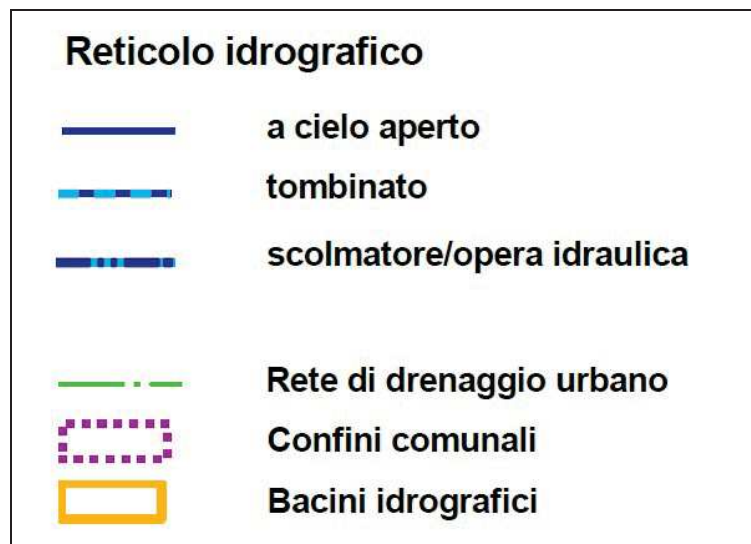 Reticolo idrografico
a cielo aperto
tombinato
scolmatore/opera idraulica
Rete di drenaggio urbano
Confini comunali
Bacini idrografici